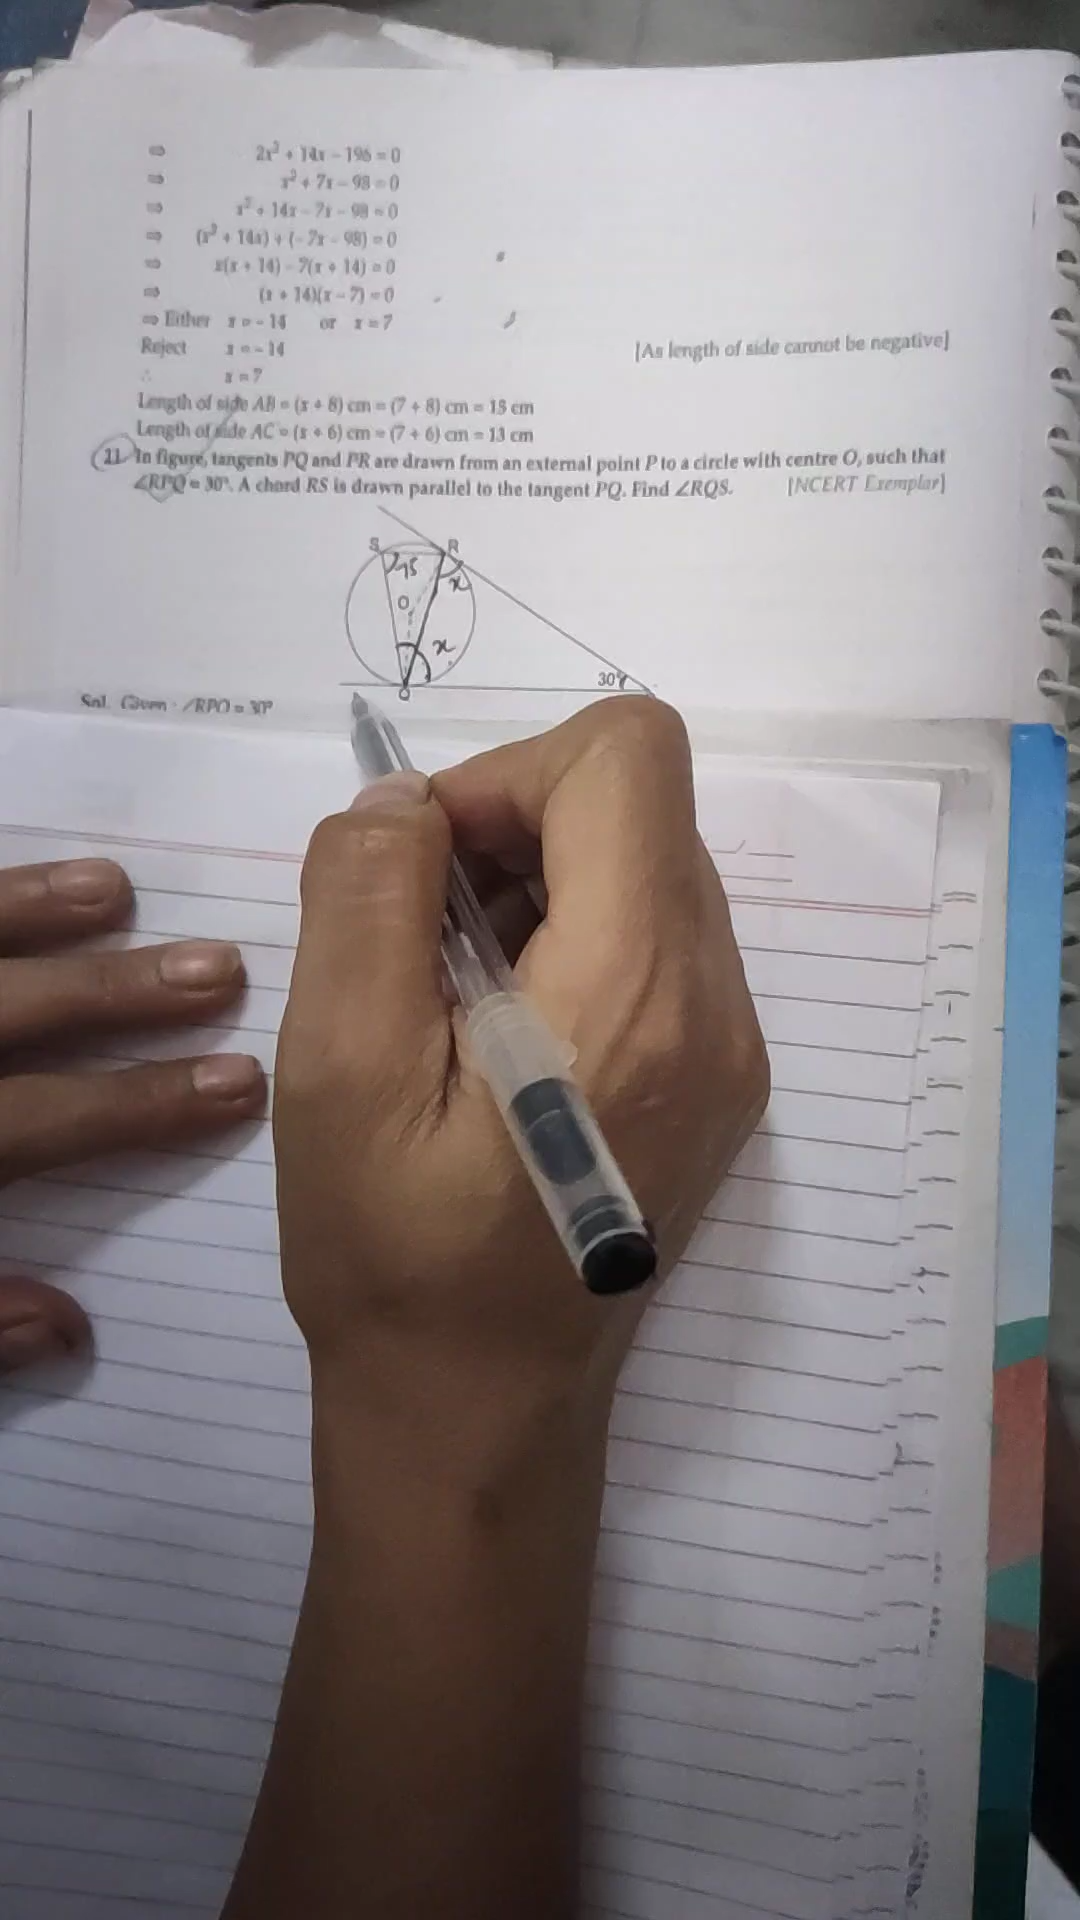 ⇒ 2x² + 14x – 196 = 0
⇒ x² + 7x – 98 = 0
⇒ x² + 14x – 7x – 98 = 0
⇒ (x² + 14x) + (– 7x – 98) = 0
⇒ x(x + 14) – 7(x + 14) = 0
⇒ (x + 14)(x – 7) = 0
⇒ Either x = – 14 or x = 7
Reject x = – 14 [As length of side cannot be negative]
∴ x = 7
Length of side AB = (x + 8) cm = (7 + 8) cm = 15 cm
Length of side AC = (x + 6) cm = (7 + 6) cm = 13 cm
11. In figure, tangents PQ and PR are drawn from an external point P to a circle with centre O, such that
∠RPQ = 30°. A chord RS is drawn parallel to the tangent PQ. Find ∠RQS. [NCERT Exemplar]
S R
75 x
O
x
30°
Q
Sol. Given : ∠RPQ = 30°